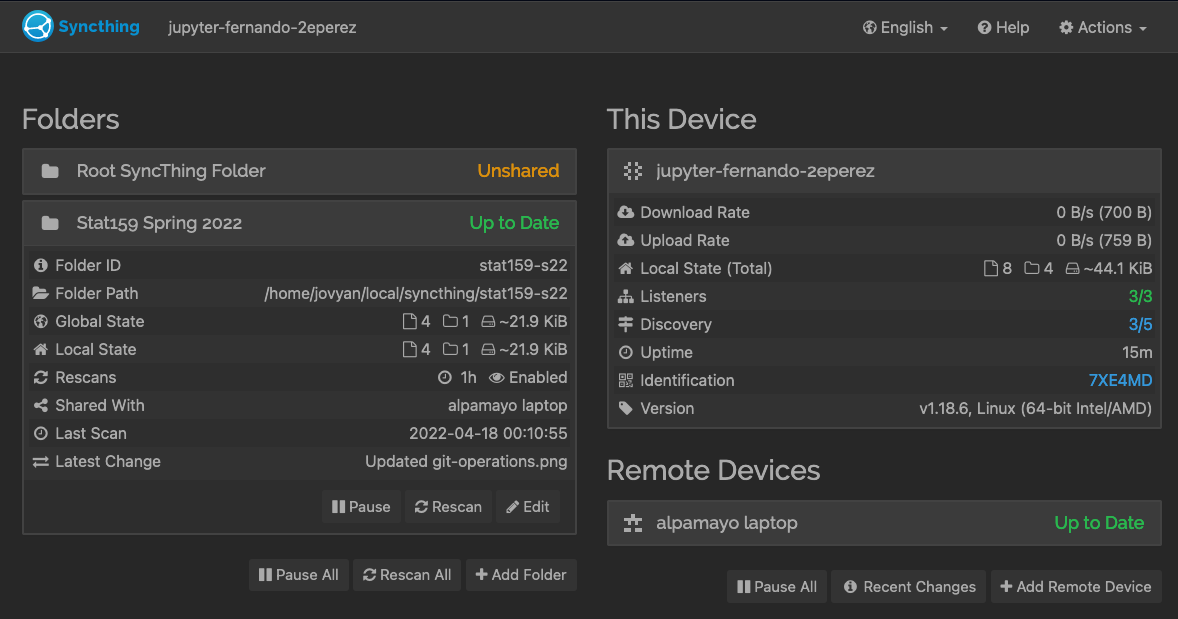 Syncthing jupyter-fernando-2eperez English Help Actions
Folders
Root SyncThing Folder Unshared
Stat159 Spring 2022 Up to Date
Folder ID stat159-s22
Folder Path /home/jovyan/local/syncthing/stat159-s22
Global State 4 1 ~21.9 KiB
Local State 4 1 ~21.9 KiB
Rescans 1h Enabled
Shared With alpamayo laptop
Last Scan 2022-04-18 00:10:55
Latest Change Updated git-operations.png
Pause Rescan Edit
Pause All Rescan All Add Folder
This Device
jupyter-fernando-2eperez
Download Rate 0 B/s (700 B)
Upload Rate 0 B/s (759 B)
Local State (Total) 8 4 ~44.1 KiB
Listeners 3/3
Discovery 3/5
Uptime 15m
Identification 7XE4MD
Version v1.18.6, Linux (64-bit Intel/AMD)
Remote Devices
alpamayo laptop Up to Date
Pause All Recent Changes Add Remote Device